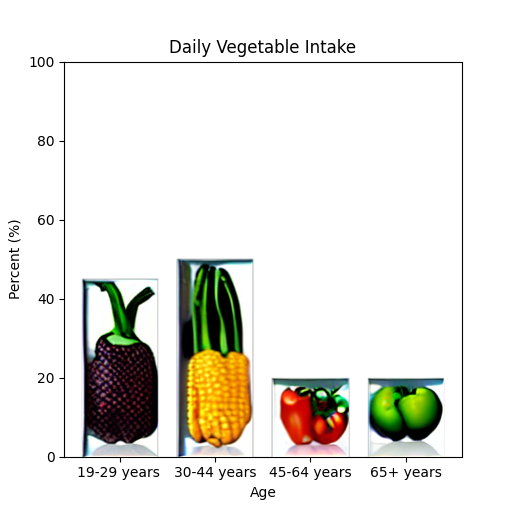 Daily Vegetable Intake
100
80
60
40
20
0
Percent (%)
19-29 years 30-44 years 45-64 years 65+ years
Age